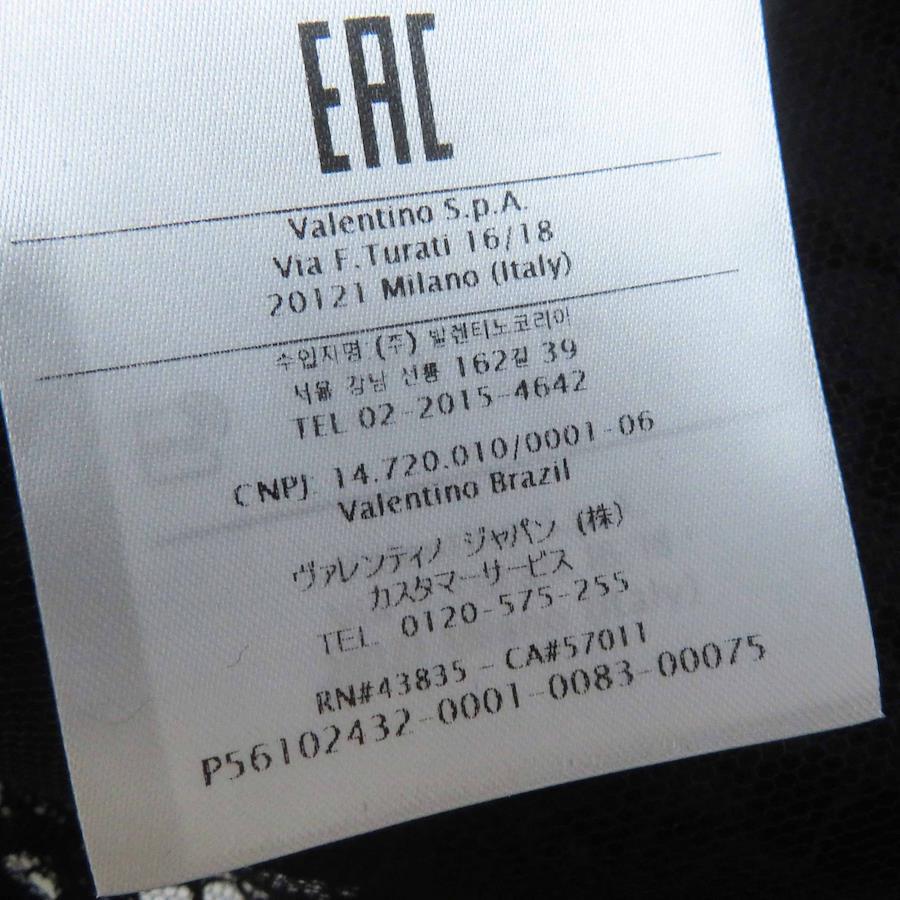 EAC
Valentino S.p.A.
Via F.Turati 16/18
20121 Milano (Italy)
수입자명 (주) 발렌티노코리아
서울 강남 선릉 162길 39
TEL 02-2015-4642
CNPJ 14.720.010/0001-06
Valentino Brazil
ヴァレンティノ ジャパン (株)
カスタマーサービス
TEL. 0120-575-255
RN#43835 - CA#57011
P56102432-0001-0083-00075